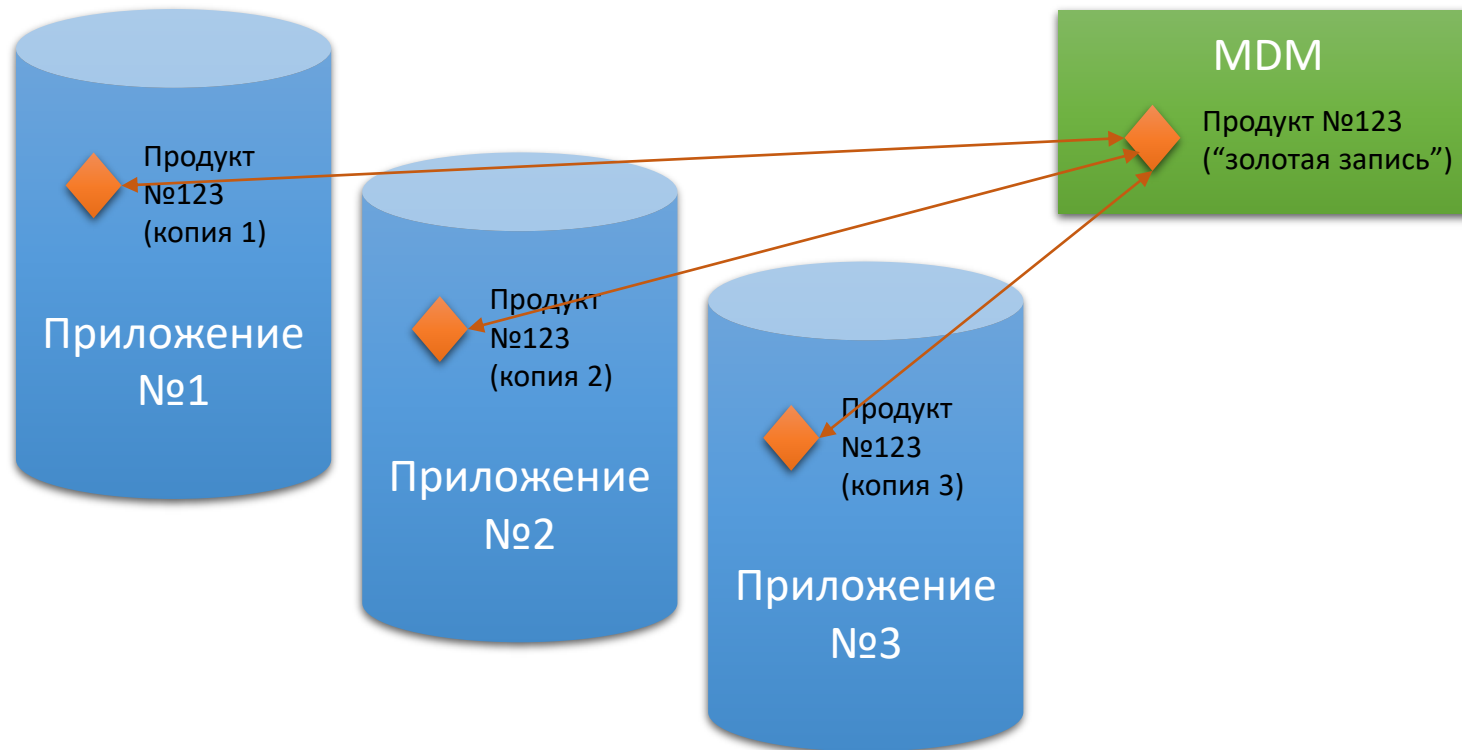 MDM
Продукт №123
(“золотая запись”)
Продукт
№123
(копия 1)
Приложение
№1
Продукт
№123
(копия 2)
Приложение
№2
Продукт
№123
(копия 3)
Приложение
№3